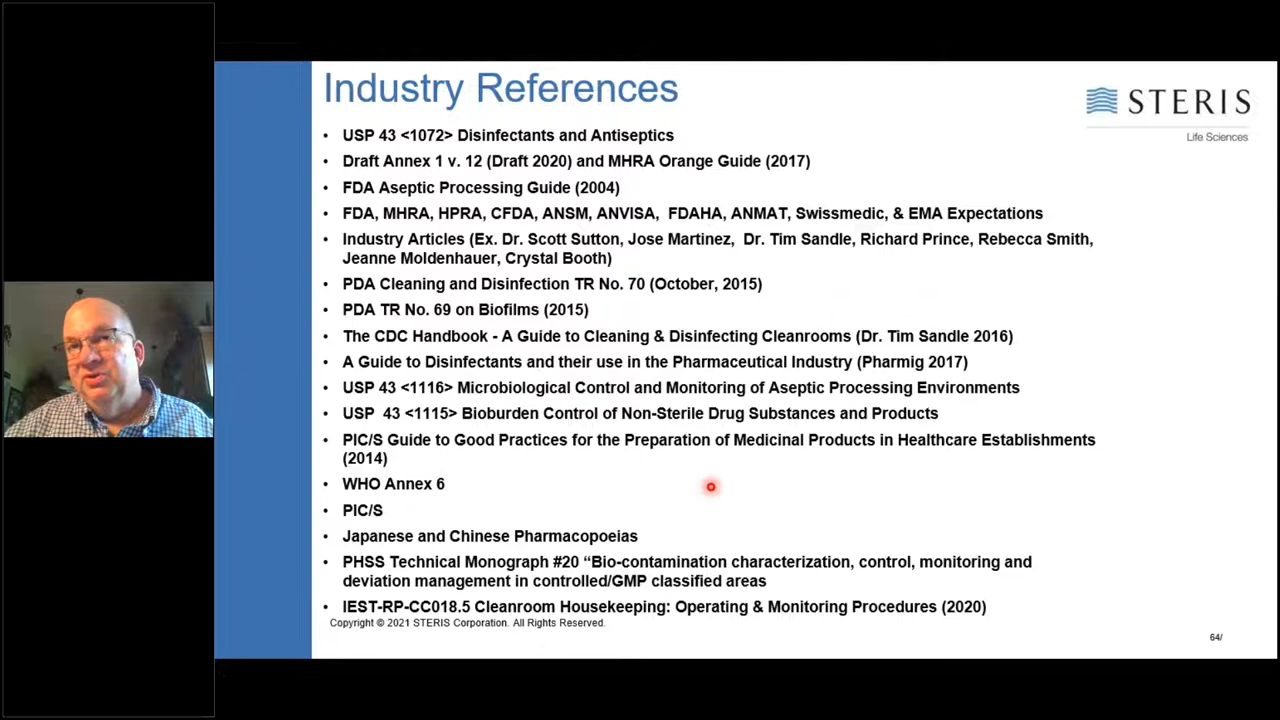 Industry References
STERIS
Life Sciences
• USP 43 <1072> Disinfectants and Antiseptics
• Draft Annex 1 v. 12 (Draft 2020) and MHRA Orange Guide (2017)
• FDA Aseptic Processing Guide (2004)
• FDA, MHRA, HPRA, CFDA, ANSM, ANVISA, FDAHA, ANMAT, Swissmedic, & EMA Expectations
• Industry Articles (Ex. Dr. Scott Sutton, Jose Martinez, Dr. Tim Sandle, Richard Prince, Rebecca Smith,
Jeanne Moldenhauer, Crystal Booth)
• PDA Cleaning and Disinfection TR No. 70 (October, 2015)
• PDA TR No. 69 on Biofilms (2015)
• The CDC Handbook - A Guide to Cleaning & Disinfecting Cleanrooms (Dr. Tim Sandle 2016)
• A Guide to Disinfectants and their use in the Pharmaceutical Industry (Pharmig 2017)
• USP 43 <1116> Microbiological Control and Monitoring of Aseptic Processing Environments
• USP 43 <1115> Bioburden Control of Non-Sterile Drug Substances and Products
• PIC/S Guide to Good Practices for the Preparation of Medicinal Products in Healthcare Establishments
(2014)
• WHO Annex 6
• PIC/S
• Japanese and Chinese Pharmacopoeias
• PHSS Technical Monograph #20 “Bio-contamination characterization, control, monitoring and
deviation management in controlled/GMP classified areas
• IEST-RP-CC018.5 Cleanroom Housekeeping: Operating & Monitoring Procedures (2020)
Copyright © 2021 STERIS Corporation. All Rights Reserved.
64/